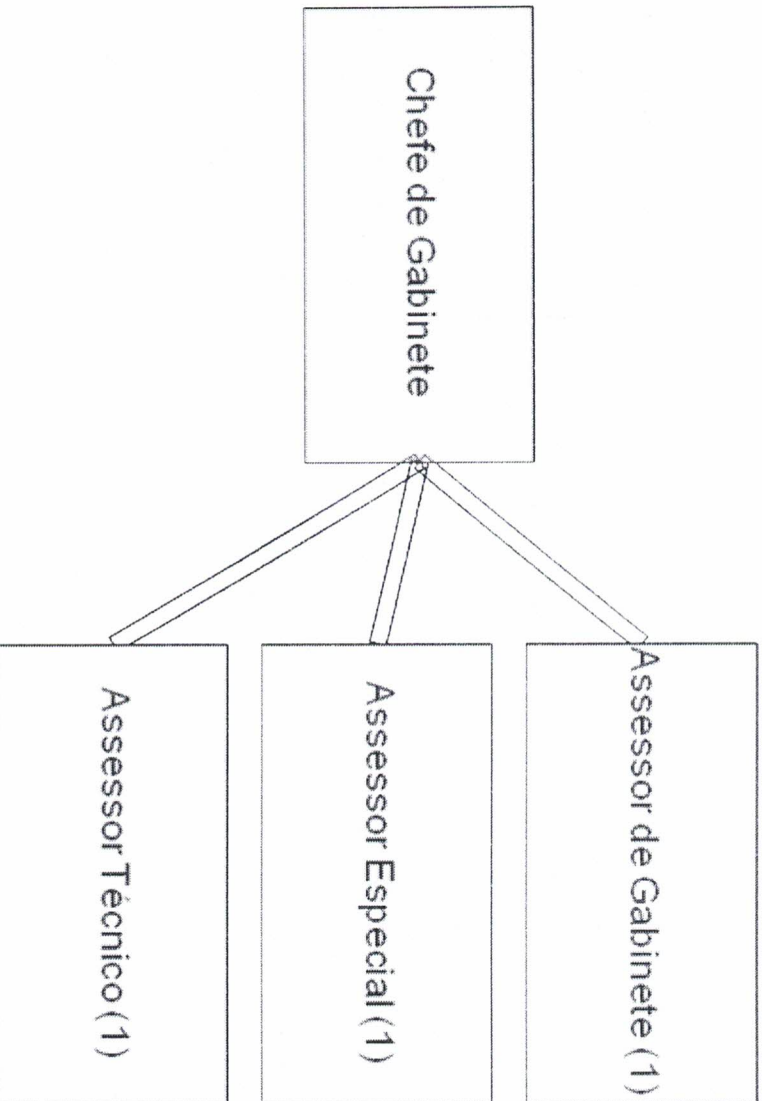 Chefe de Gabinete
Assessor de Gabinete (1)
Assessor Especial (1)
Assessor Técnico (1)